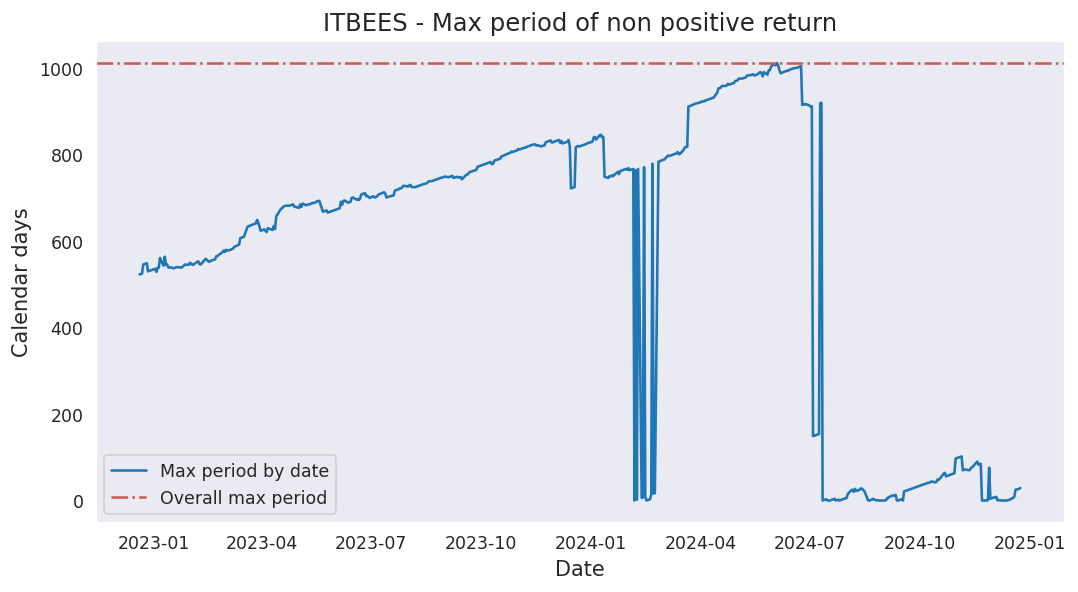 ITBEES - Max period of non positive return
Calendar days
1000
800
600
400
200
0
Max period by date
Overall max period
2023-01 2023-04 2023-07 2023-10 2024-01 2024-04 2024-07 2024-10 2025-01
Date